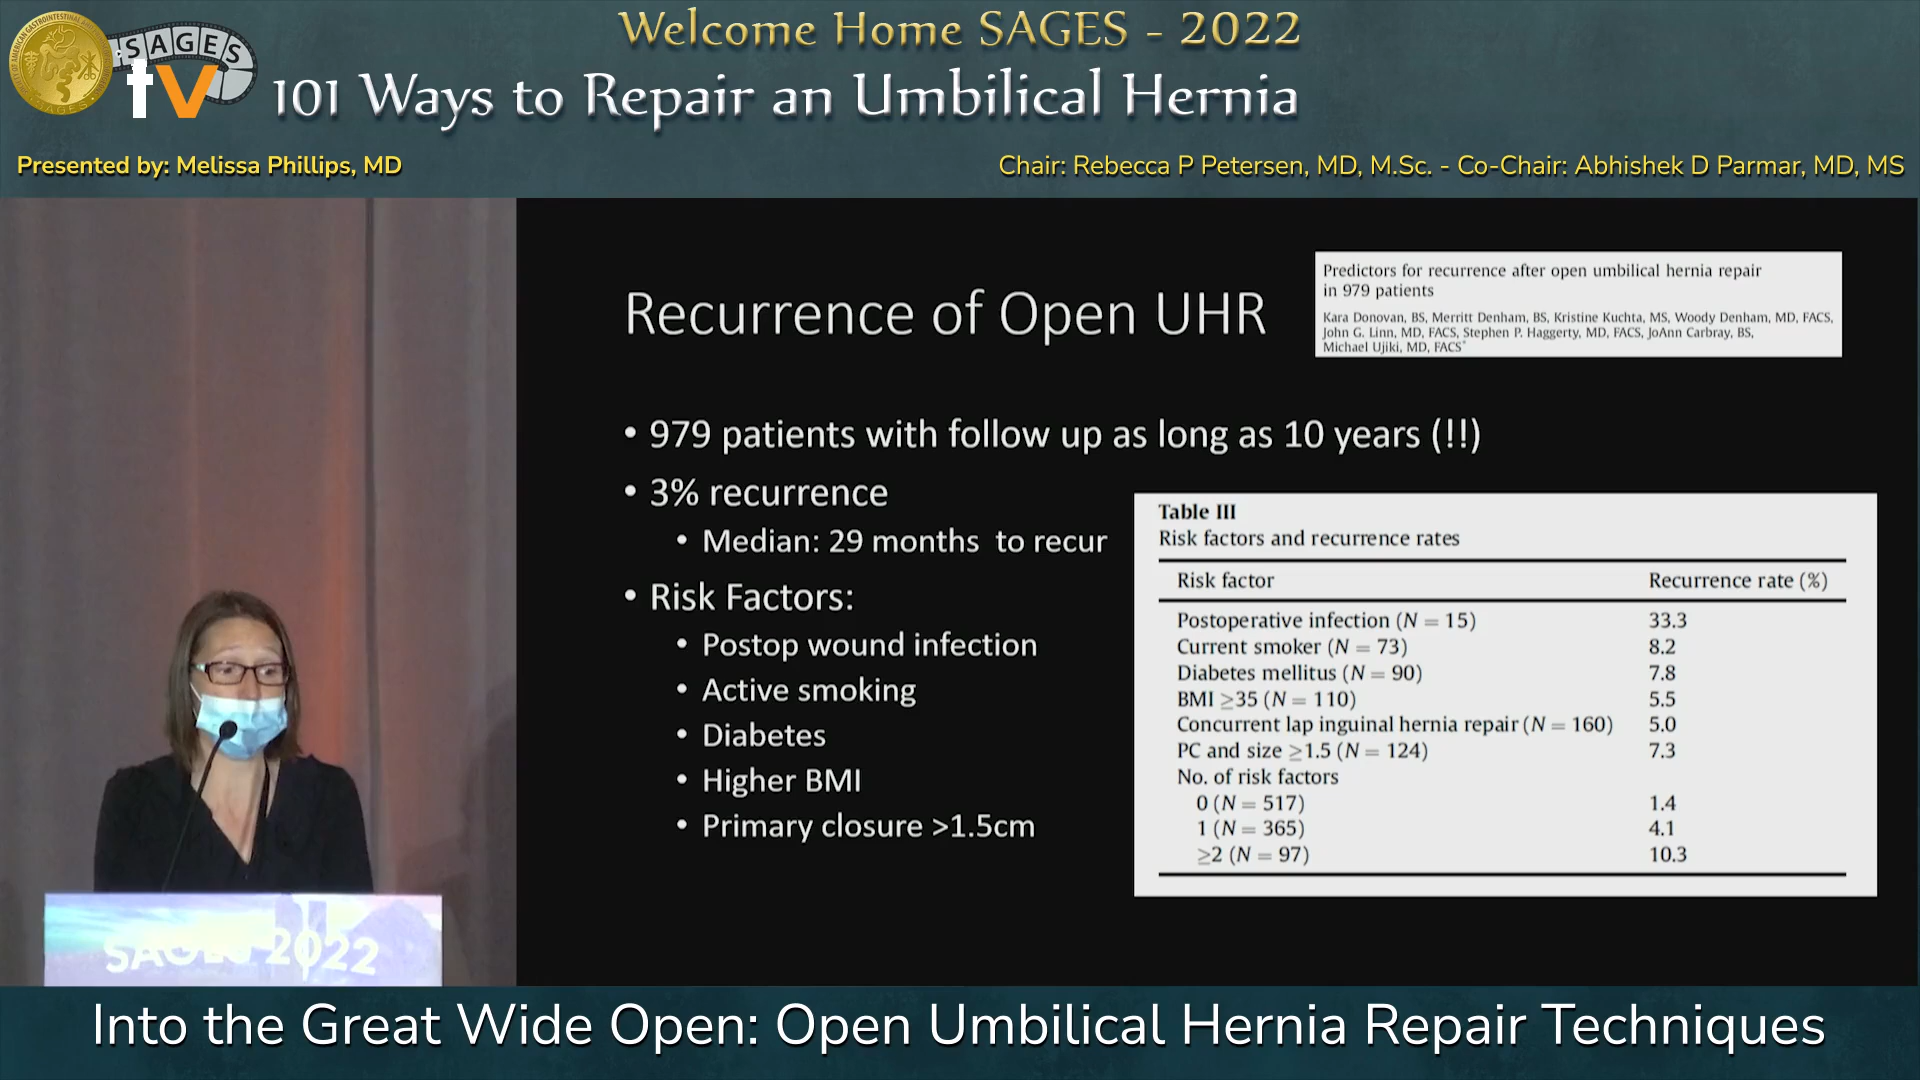 Welcome Home SAGES - 2022
SAGES
tv
101 Ways to Repair an Umbilical Hernia
Presented by: Melissa Phillips, MD
Chair: Rebecca P Petersen, MD, M.Sc. - Co-Chair: Abhishek D Parmar, MD, MS
Recurrence of Open UHR
Predictors for recurrence after open umbilical hernia repair
in 979 patients
Kara Donovan, BS, Merritt Denham, BS, Kristine Kuchta, MS, Woody Denham, MD, FACS,
John G. Linn, MD, FACS, Stephen P. Haggerty, MD, FACS, JoAnn Carbray, BS,
Michael Ujiki, MD, FACS*
• 979 patients with follow up as long as 10 years (!!)
• 3% recurrence
• Median: 29 months to recur
• Risk Factors:
• Postop wound infection
• Active smoking
• Diabetes
• Higher BMI
• Primary closure >1.5cm
Table III
Risk factors and recurrence rates
Risk factor Recurrence rate (%)
Postoperative infection (N = 15) 33.3
Current smoker (N = 73) 8.2
Diabetes mellitus (N = 90) 7.8
BMI ≥35 (N = 110) 5.5
Concurrent lap inguinal hernia repair (N = 160) 5.0
PC and size ≥1.5 (N = 124) 7.3
No. of risk factors
0 (N = 517) 1.4
1 (N = 365) 4.1
≥2 (N = 97) 10.3
SAGES 2022
Into the Great Wide Open: Open Umbilical Hernia Repair Techniques